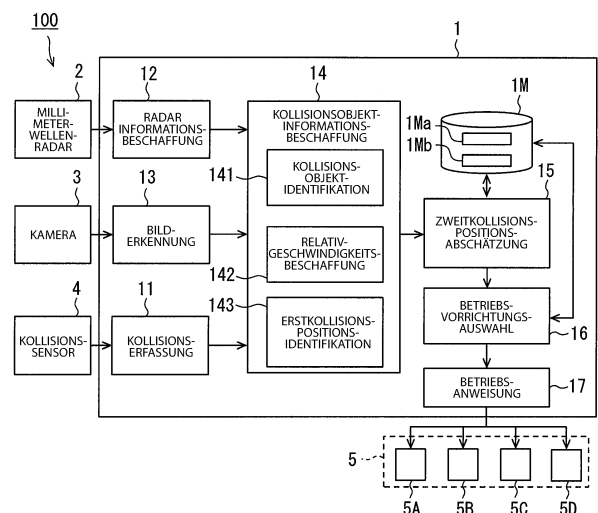 100
1
2
12
14
1M
MILLI-
METER-
WELLEN-
RADAR
RADAR
INFORMATIONS-
BESCHAFFUNG
KOLLISIONSOBJEKT-
INFORMATIONS-
BESCHAFFUNG
1Ma
1Mb
141
KOLLISIONS-
OBJEKT-
IDENTIFIKATION
3
13
15
KAMERA
BILD-
ERKENNUNG
RELATIV-
GESCHWINDIGKEITS-
BESCHAFFUNG
142
ZWEITKOLLISIONS-
POSITIONS-
ABSCHÄTZUNG
4
11
143
KOLLISIONS-
SENSOR
KOLLISIONS-
ERFASSUNG
ERSTKOLLISIONS-
POSITIONS-
IDENTIFIKATION
BETRIEBS-
VORRICHTUNGS-
AUSWAHL
16
BETRIEBS-
ANWEISUNG
17
5
5A
5B
5C
5D